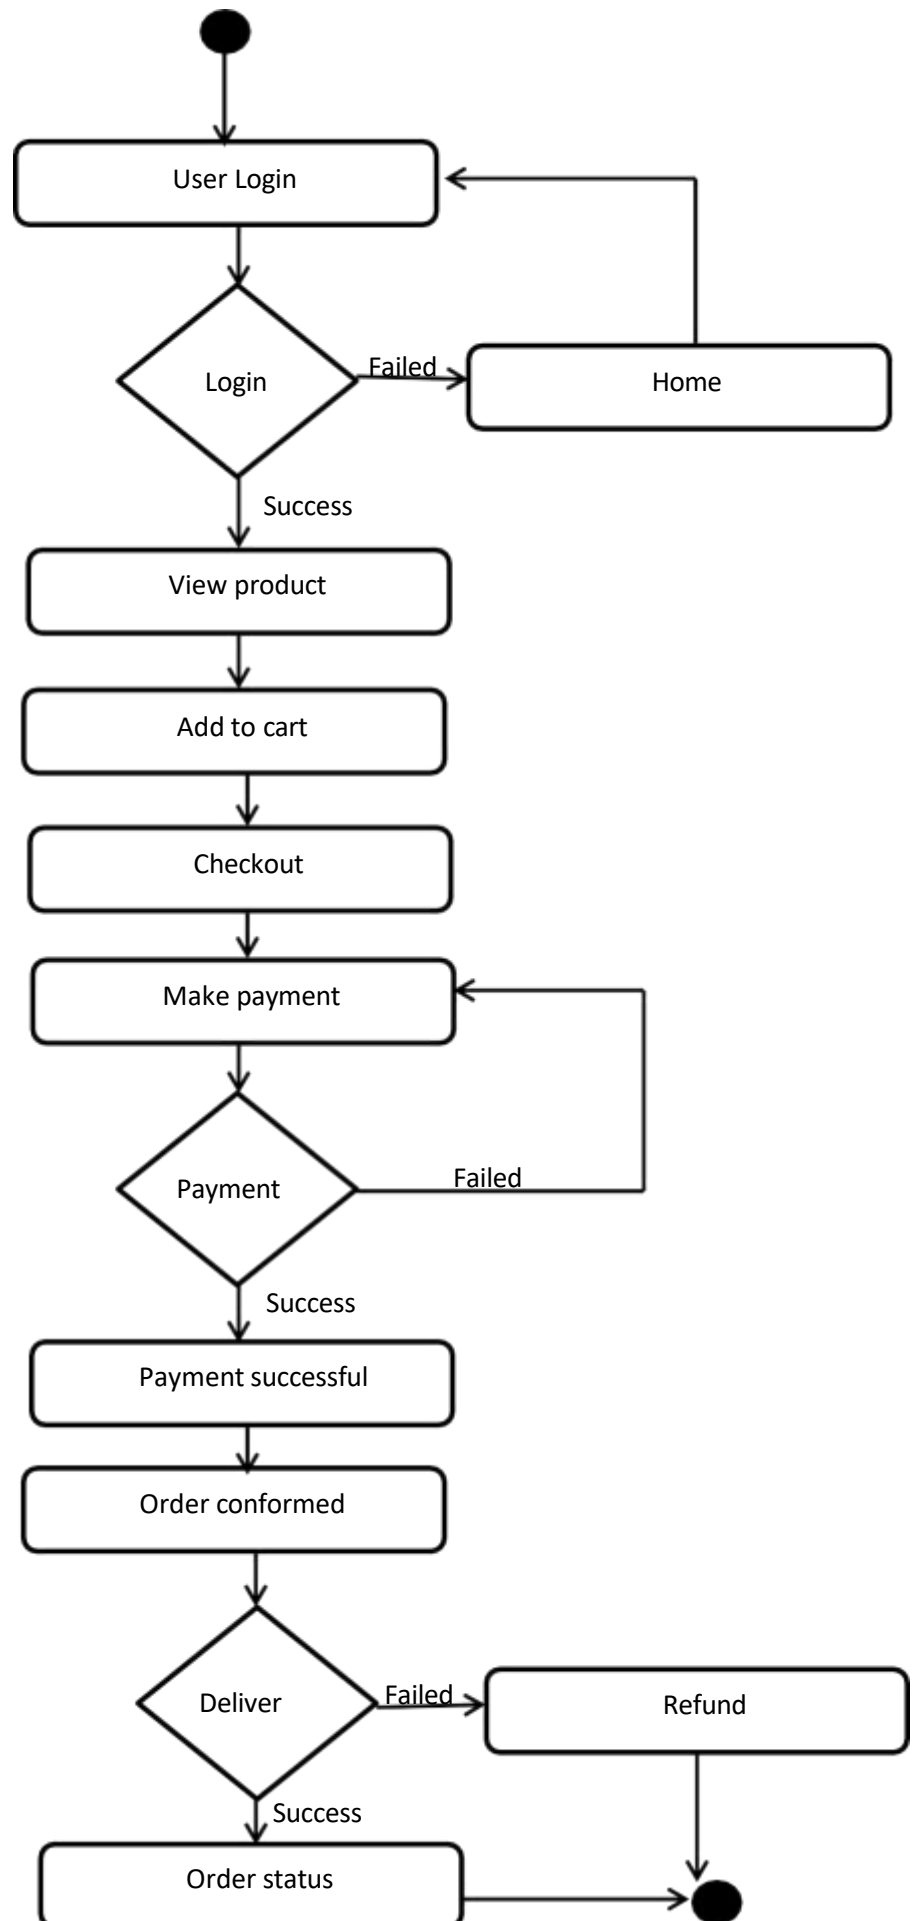 User Login
Login
Failed
Home
Success
View product
Add to cart
Checkout
Make payment
Payment
Failed
Success
Payment successful
Order conformed
Deliver
Failed
Refund
Success
Order status